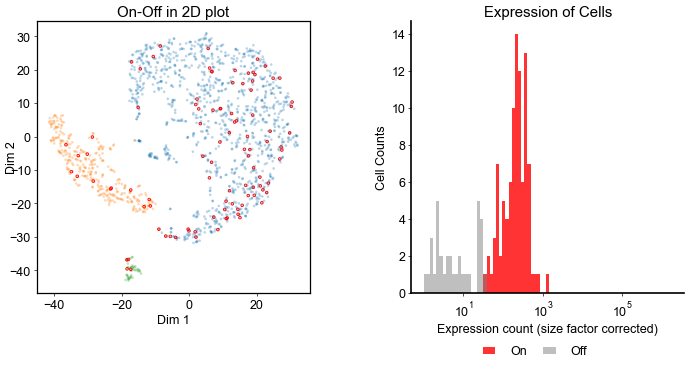 On-Off in 2D plot
30
20
10
0
−10
−20
−30
−40
Dim 2
−40
−20
0
20
Dim 1
Expression of Cells
14
12
10
8
6
4
2
0
Cell Counts
10^1
10^3
10^5
Expression count (size factor corrected)
On
Off